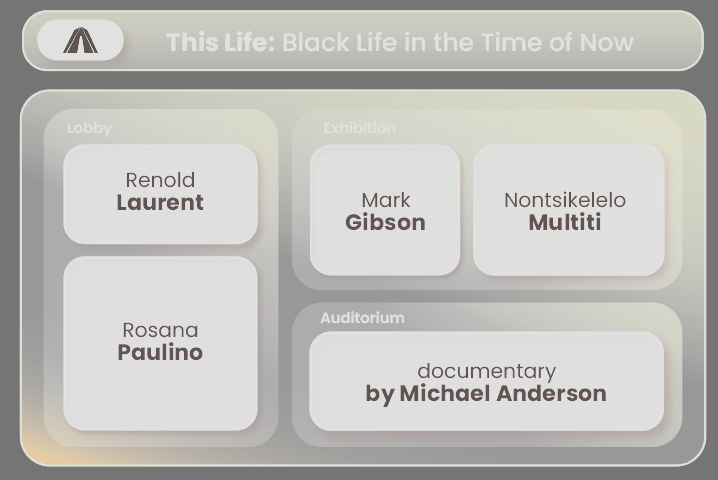 This Life: Black Life in the Time of Now
Lobby
Renold
Laurent
Rosana
Paulino
Exhibition
Mark
Gibson
Nontsikelelo
Multiti
Auditorium
documentary
by Michael Anderson